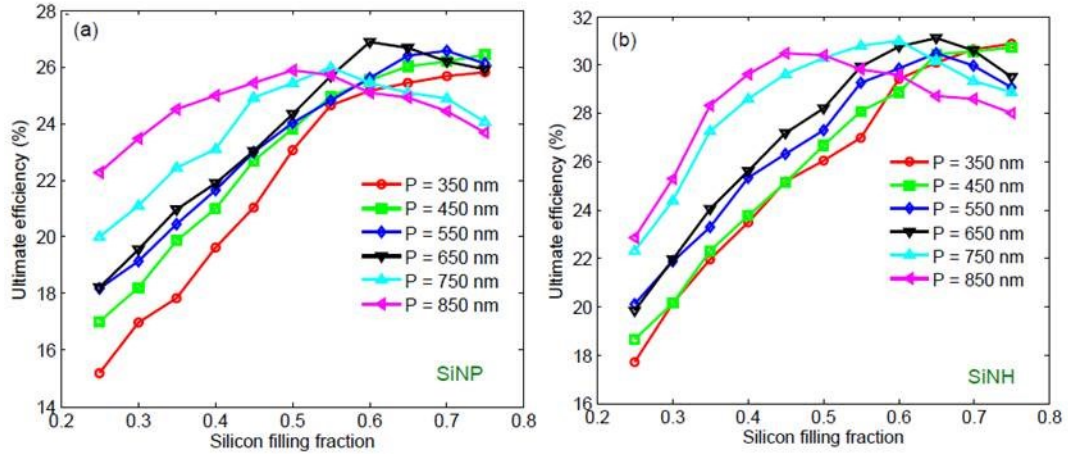 (a)
Ultimate efficiency (%)
28
26
24
22
20
18
16
14
0.2 0.3 0.4 0.5 0.6 0.7 0.8
Silicon filling fraction
P = 350 nm
P = 450 nm
P = 550 nm
P = 650 nm
P = 750 nm
P = 850 nm
SiNP
(b)
Ultimate efficiency (%)
32
30
28
26
24
22
20
18
16
0.2 0.3 0.4 0.5 0.6 0.7 0.8
Silicon filling fraction
P = 350 nm
P = 450 nm
P = 550 nm
P = 650 nm
P = 750 nm
P = 850 nm
SiNH